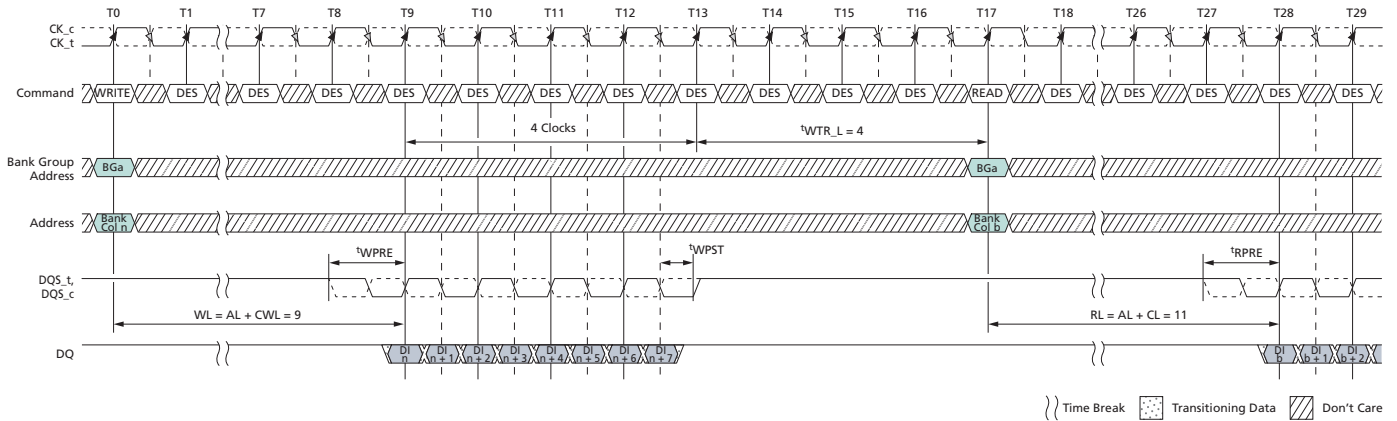 T0 T1 T7 T8 T9 T10 T11 T12 T13 T14 T15 T16 T17 T18 T26 T27 T28 T29
CK_c
CK_t
Command WRITE DES DES DES DES DES DES DES DES DES DES DES READ DES DES DES DES DES
4 Clocks tWTR_L = 4
Bank Group
Address
BGa BGa
Address
Bank
Col n
Bank
Col b
tWPRE tWPST tRPRE
DQS_t,
DQS_c
WL = AL + CWL = 9 RL = AL + CL = 11
DQ
DI DI DI DI DI DI DI DI DI DI DI
n n + 1 n + 2 n + 3 n + 4 n + 5 n + 6 n + 7 b b + 1 b + 2
Time Break Transitioning Data Don't Care